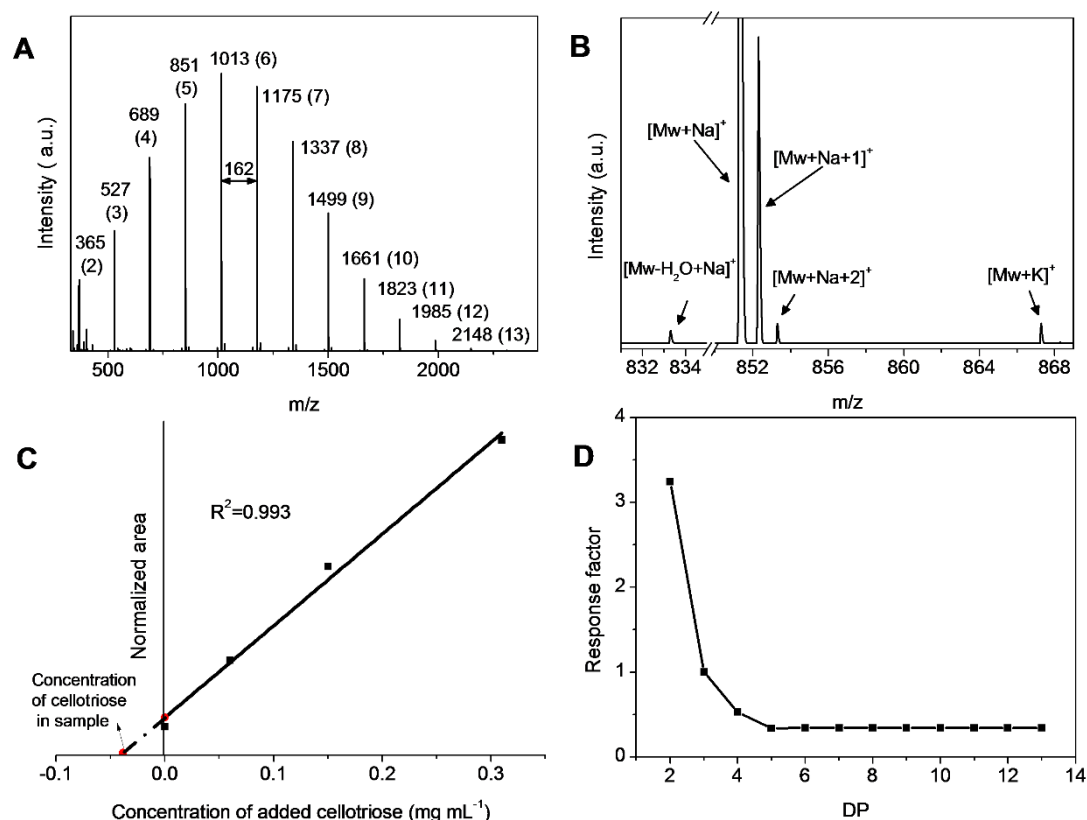 A
Intensity ( a.u.)
365
(2)
527
(3)
689
(4)
851
(5)
1013 (6)
1175 (7)
162
1337 (8)
1499 (9)
1661 (10)
1823 (11)
1985 (12)
2148 (13)
500
1000
1500
2000
m/z
B
Intensity (a.u.)
[Mw+Na]⁺
[Mw+Na+1]⁺
[Mw-H₂O+Na]⁺
[Mw+Na+2]⁺
[Mw+K]⁺
832
834
852
856
860
864
868
m/z
C
Normalized area
R²=0.993
Concentration
of cellotriose
in sample
-0.1
0.0
0.1
0.2
0.3
Concentration of added cellotriose (mg mL⁻¹)
D
Response factor
4
3
2
1
0
2
4
6
8
10
12
14
DP